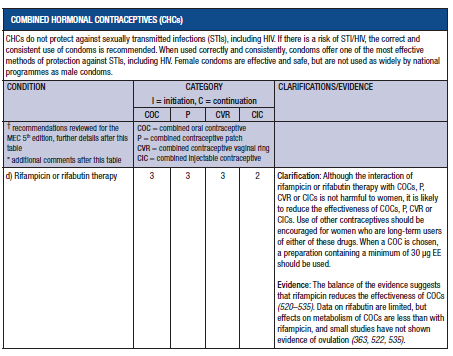 COMBINED HORMONAL CONTRACEPTIVES (CHCs)
CHCs do not protect against sexually transmitted infections (STIs), including HIV. If there is a risk of STI/HIV, the correct and
consistent use of condoms is recommended. When used correctly and consistently, condoms offer one of the most effective
methods of protection against STIs, including HIV. Female condoms are effective and safe, but are not used as widely by national
programmes as male condoms.
CONDITION
CATEGORY
I = initiation, C = continuation
COC P CVR CIC
CLARIFICATIONS/EVIDENCE
† recommendations reviewed for the
MEC 5th edition, further details after this
table
* additional comments after this table
COC = combined oral contraceptive
P = combined contraceptive patch
CVR = combined contraceptive vaginal ring
CIC = combined injectable contraceptive
d) Rifampicin or rifabutin therapy 3 3 3 2
Clarification: Although the interaction of
rifampicin or rifabutin therapy with COCs, P,
CVR or CICs is not harmful to women, it is likely
to reduce the effectiveness of COCs, P, CVR or
CICs. Use of other contraceptives should be
encouraged for women who are long-term users
of either of these drugs. When a COC is chosen,
a preparation containing a minimum of 30 µg EE
should be used.
Evidence: The balance of the evidence suggests
that rifampicin reduces the effectiveness of COCs
(520–535). Data on rifabutin are limited, but
effects on metabolism of COCs are less than with
rifampicin, and small studies have not shown
evidence of ovulation (363, 522, 535).